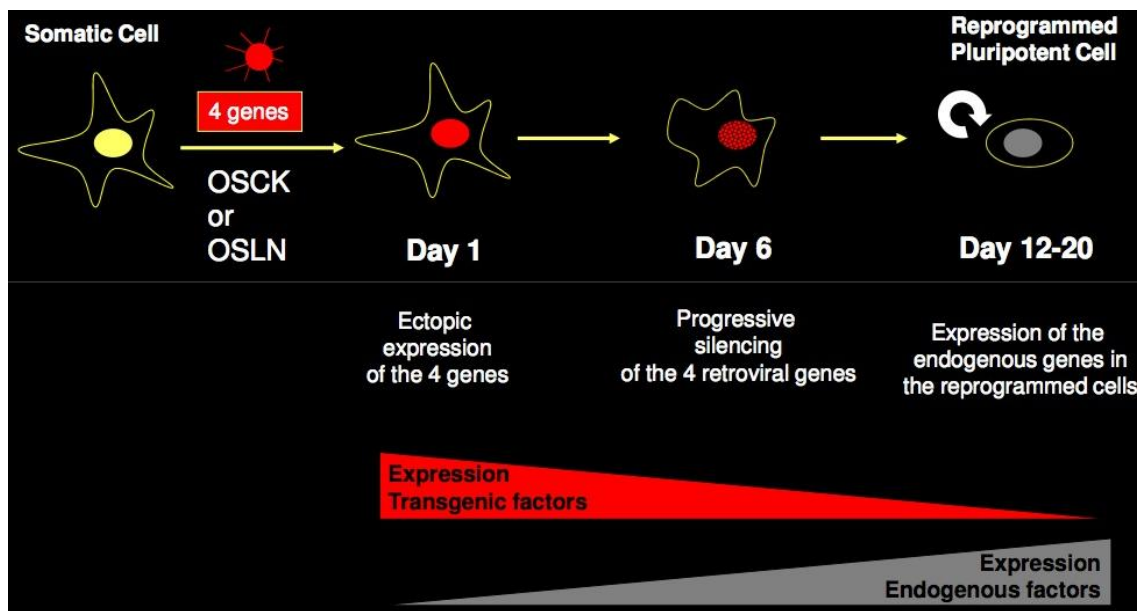 Somatic Cell
4 genes
OSCK
or
OSLN
Reprogrammed
Pluripotent Cell
Day 1
Day 6
Day 12-20
Ectopic
expression
of the 4 genes
Progressive
silencing
of the 4 retroviral genes
Expression of the
endogenous genes in
the reprogrammed cells
Expression
Transgenic factors
Expression
Endogenous factors